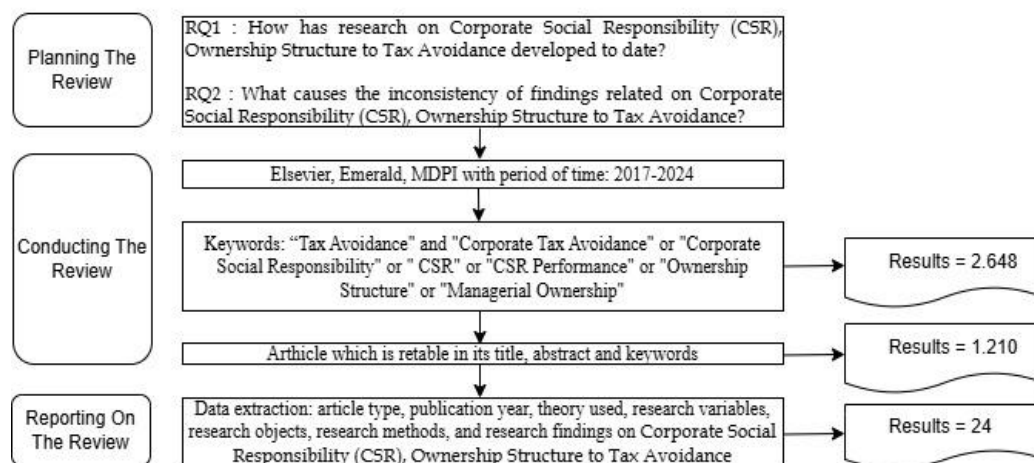 Planning The
Review
RQ1 : How has research on Corporate Social Responsibility (CSR),
Ownership Structure to Tax Avoidance developed to date?
RQ2 : What causes the inconsistency of findings related on Corporate
Social Responsibility (CSR), Ownership Structure to Tax Avoidance?
Conducting The
Review
Elsevier, Emerald, MDPI with period of time: 2017-2024
Keywords: “Tax Avoidance" and "Corporate Tax Avoidance" or "Corporate
Social Responsibility" or " CSR" or "CSR Performance" or "Ownership
Structure" or "Managerial Ownership"
Results = 2.648
Arthicle which is retable in its title, abstract and keywords
Results = 1.210
Reporting On
The Review
Data extraction: article type, publication year, theory used, research variables,
research objects, research methods, and research findings on Corporate Social
Responsibility (CSR), Ownership Structure to Tax Avoidance
Results = 24